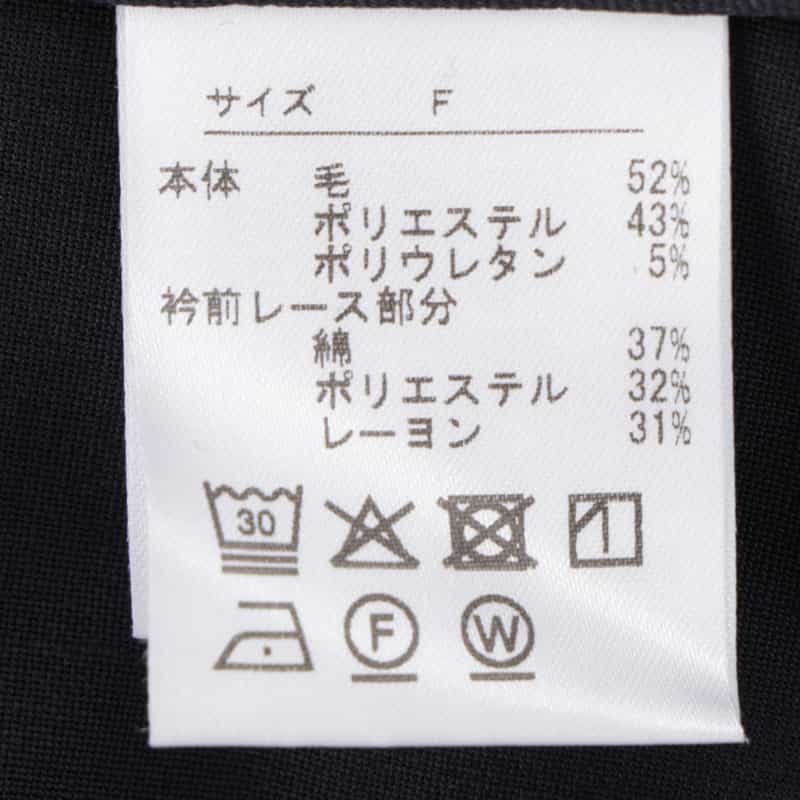 サイズ F
本体 毛 52%
ポリエステル 43%
ポリウレタン 5%
衿前レース部分
綿 37%
ポリエステル 32%
レーヨン 31%
30
F W